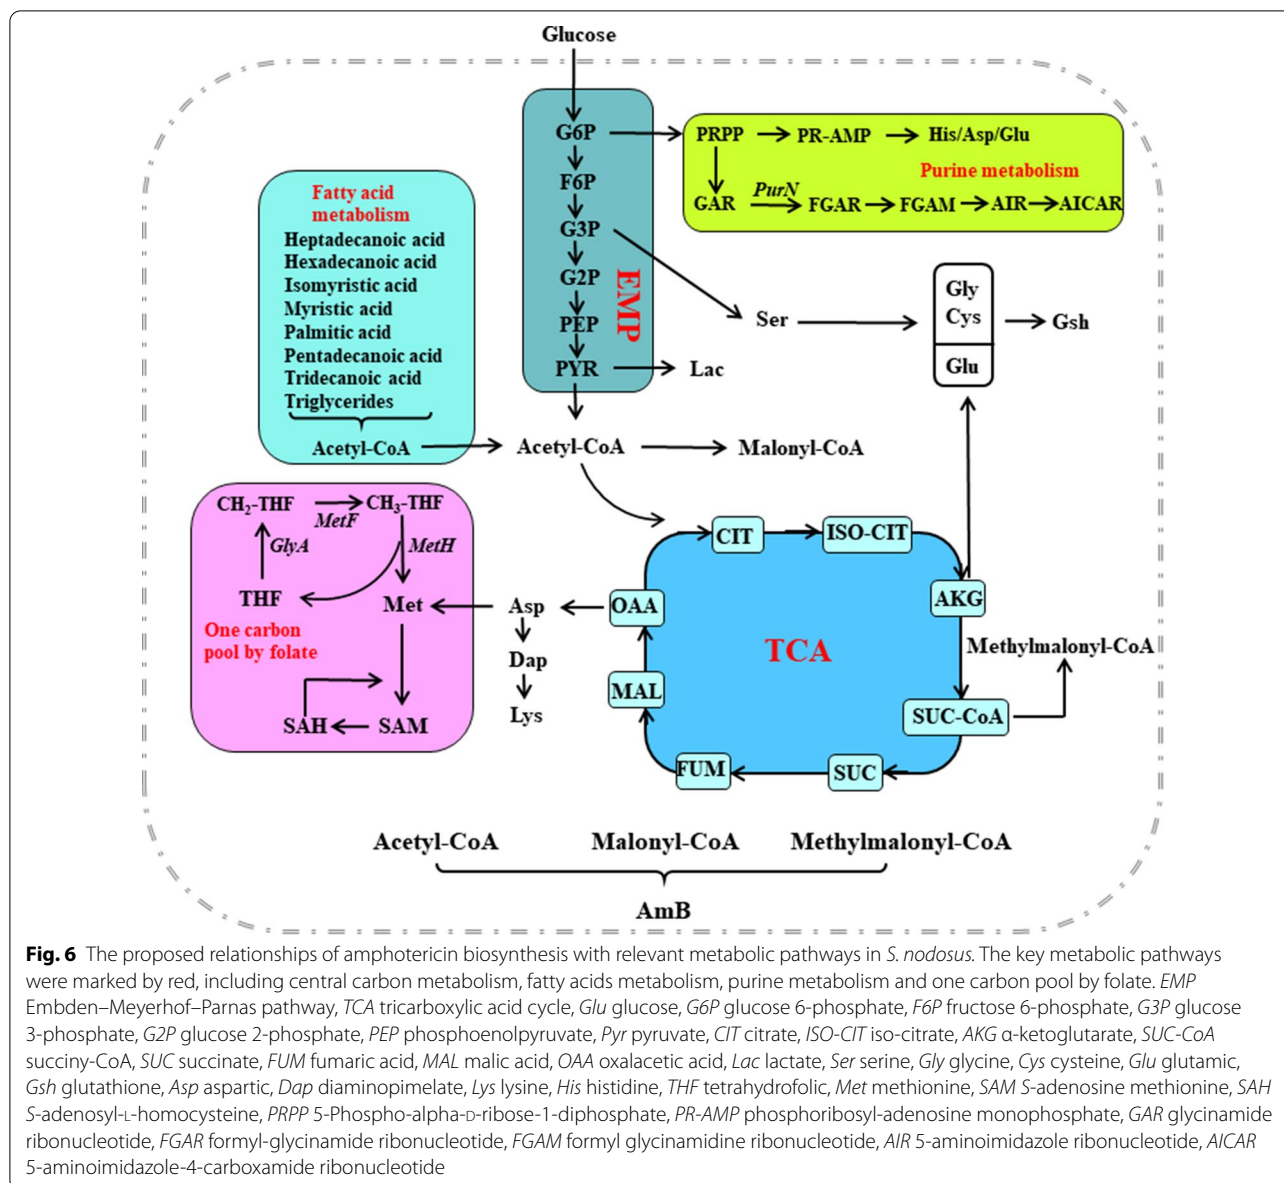 Glucose
G6P
F6P
G3P
G2P
PEP
PYR
EMP
PRPP PR-AMP His/Asp/Glu
Purine metabolism
GAR PurN FGAR FGAM AIR AICAR
Fatty acid
metabolism
Heptadecanoic acid
Hexadecanoic acid
Isomyristic acid
Myristic acid
Palmitic acid
Pentadecanoic acid
Tridecanoic acid
Triglycerides
Acetyl-CoA
Acetyl-CoA
Malonyl-CoA
Lac
Ser
Gly
Cys
Glu
Gsh
CH2-THF MetF CH3-THF
GlyA
MetH
THF
Met
One carbon
pool by folate
SAH
SAM
Asp
Dap
Lys
CIT
ISO-CIT
AKG
SUC-CoA
SUC
FUM
MAL
OAA
TCA
Methylmalonyl-CoA
Acetyl-CoA Malonyl-CoA Methylmalonyl-CoA
AmB
Fig. 6 The proposed relationships of amphotericin biosynthesis with relevant metabolic pathways in S. nodosus. The key metabolic pathways
were marked by red, including central carbon metabolism, fatty acids metabolism, purine metabolism and one carbon pool by folate. EMP
Embden–Meyerhof–Parnas pathway, TCA tricarboxylic acid cycle, Glu glucose, G6P glucose 6-phosphate, F6P fructose 6-phosphate, G3P glucose
3-phosphate, G2P glucose 2-phosphate, PEP phosphoenolpyruvate, Pyr pyruvate, CIT citrate, ISO-CIT iso-citrate, AKG α-ketoglutarate, SUC-CoA
succiny-CoA, SUC succinate, FUM fumaric acid, MAL malic acid, OAA oxalacetic acid, Lac lactate, Ser serine, Gly glycine, Cys cysteine, Glu glutamic,
Gsh glutathione, Asp aspartic, Dap diaminopimelate, Lys lysine, His histidine, THF tetrahydrofolic, Met methionine, SAM S-adenosine methionine, SAH
S-adenosyl-L-homocysteine, PRPP 5-Phospho-alpha-D-ribose-1-diphosphate, PR-AMP phosphoribosyl-adenosine monophosphate, GAR glycinamide
ribonucleotide, FGAR formyl-glycinamide ribonucleotide, FGAM formyl glycinamidine ribonucleotide, AIR 5-aminoimidazole ribonucleotide, AICAR
5-aminoimidazole-4-carboxamide ribonucleotide